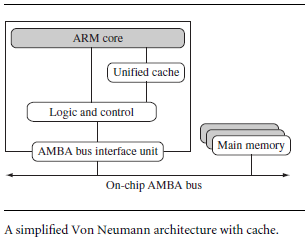 ARM core
Unified cache
Logic and control
AMBA bus interface unit
Main memory
On-chip AMBA bus
A simplified Von Neumann architecture with cache.